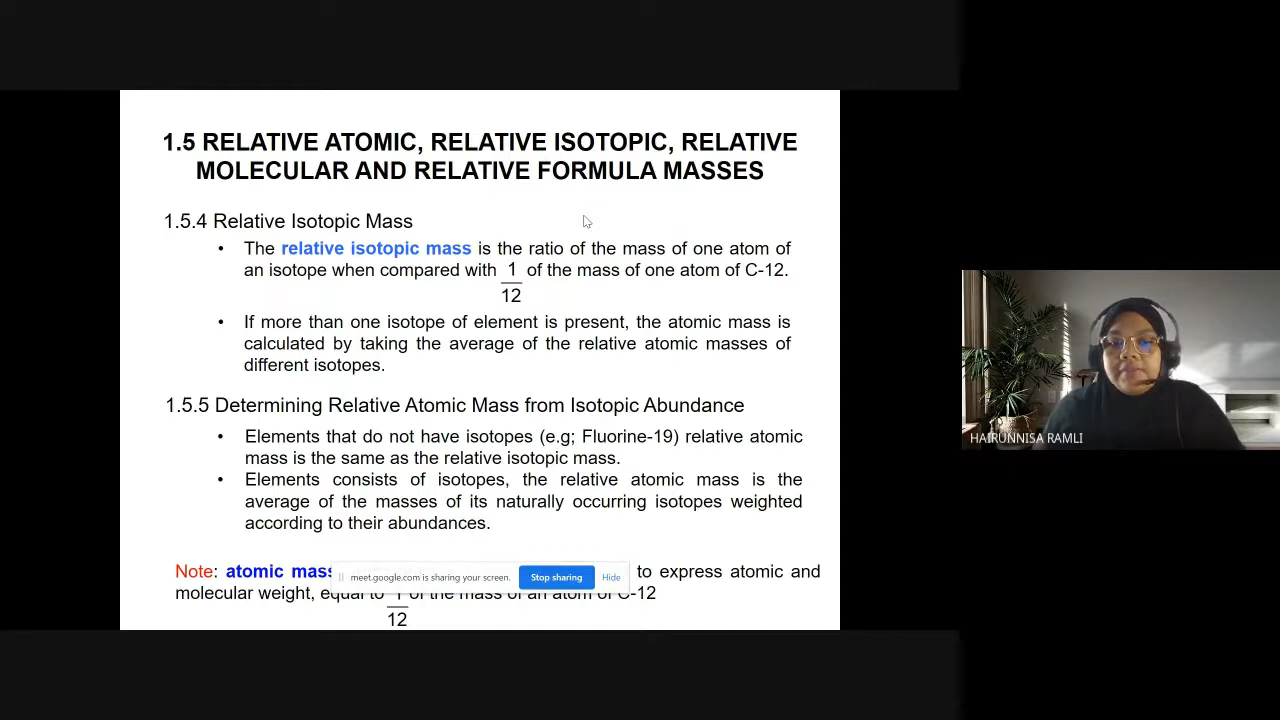 1.5 RELATIVE ATOMIC, RELATIVE ISOTOPIC, RELATIVE
MOLECULAR AND RELATIVE FORMULA MASSES
1.5.4 Relative Isotopic Mass
• The relative isotopic mass is the ratio of the mass of one atom of
an isotope when compared with 1/12 of the mass of one atom of C-12.
• If more than one isotope of element is present, the atomic mass is
calculated by taking the average of the relative atomic masses of
different isotopes.
1.5.5 Determining Relative Atomic Mass from Isotopic Abundance
• Elements that do not have isotopes (e.g; Fluorine-19) relative atomic
mass is the same as the relative isotopic mass.
• Elements consists of isotopes, the relative atomic mass is the
average of the masses of its naturally occurring isotopes weighted
according to their abundances.
Note: atomic mass to express atomic and
molecular weight, equal to 1/12 of the mass of an atom of C-12
meet.google.com is sharing your screen. Stop sharing Hide
HAIRUNNISA RAMLI